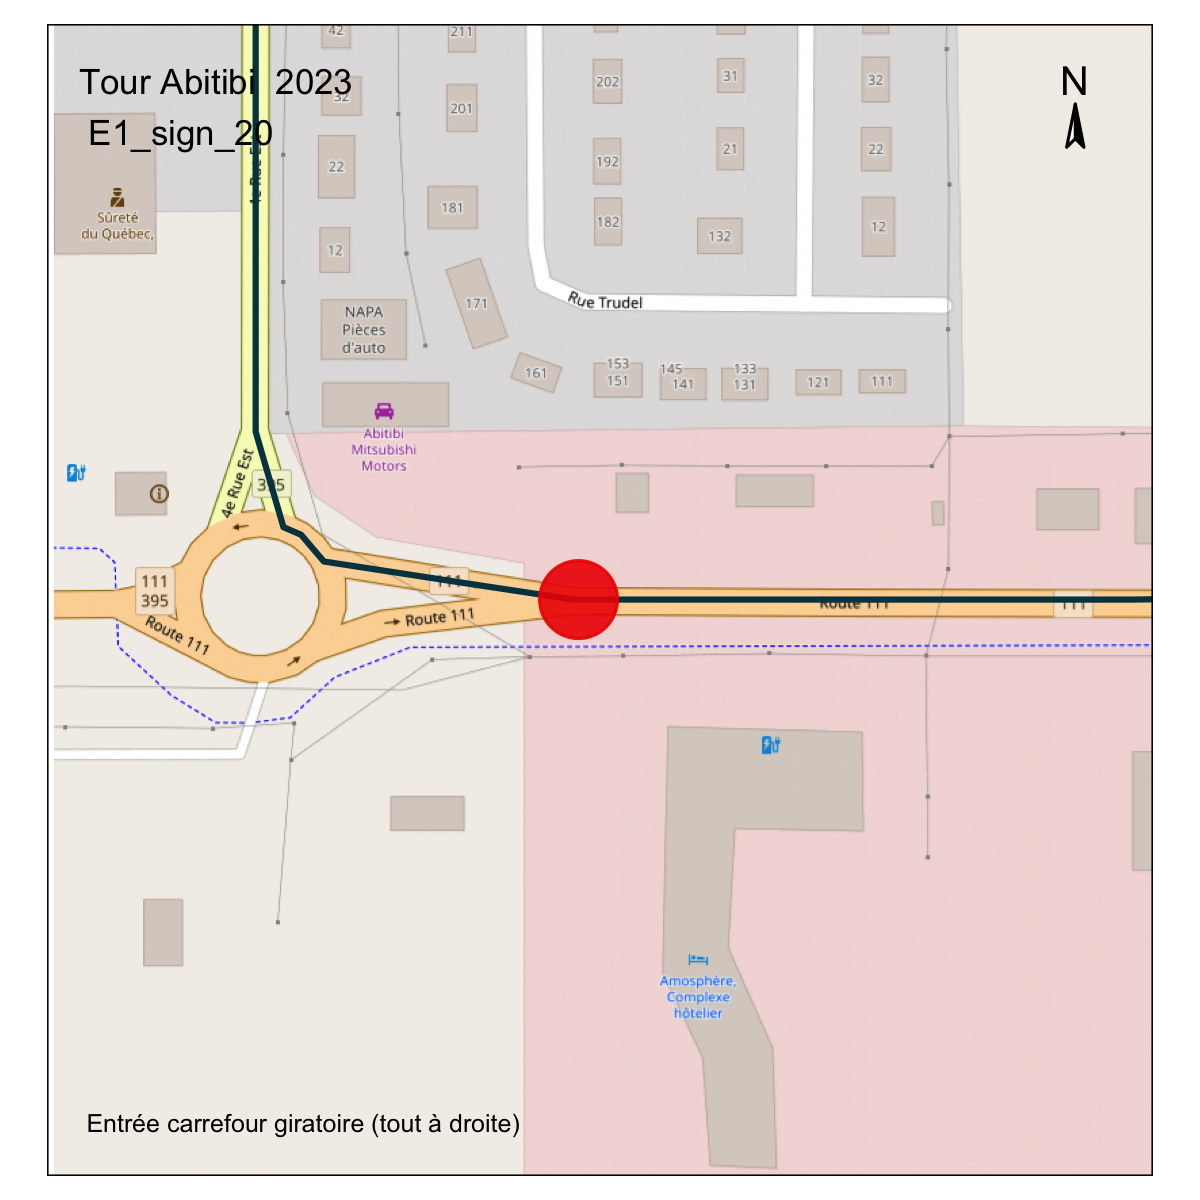 42
211
202
31
32
Tour Abitibi 2023
N
32
201
E1_sign_20
22
192
21
22
Sûreté
du Québec,
181
182
132
12
12
171
Rue Trudel
NAPA
Pièces
d'auto
161
153
151
145
141
133
131
121
111
Abitibi
Mitsubishi
Motors
4e Rue Est
395
111
395
111
Route 111
Route 111
Route 111
111
Amosphère,
Complexe
hôtelier
Entrée carrefour giratoire (tout à droite)